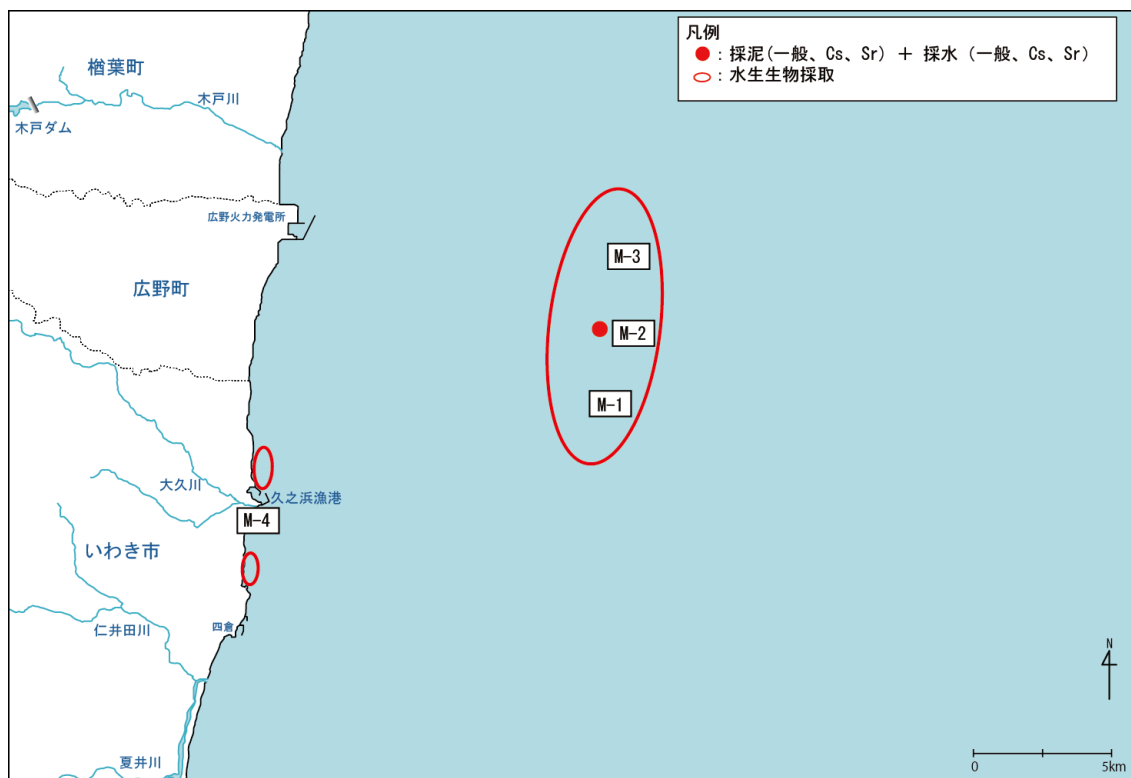 凡例
：採泥(一般、Cs、Sr) ＋ 採水 (一般、Cs、Sr)
：水生生物採取
楢葉町
木戸川
木戸ダム
広野火力発電所
M-3
広野町
M-2
M-1
大久川
久之浜漁港
M-4
いわき市
四倉
仁井田川
N
夏井川
0
5km